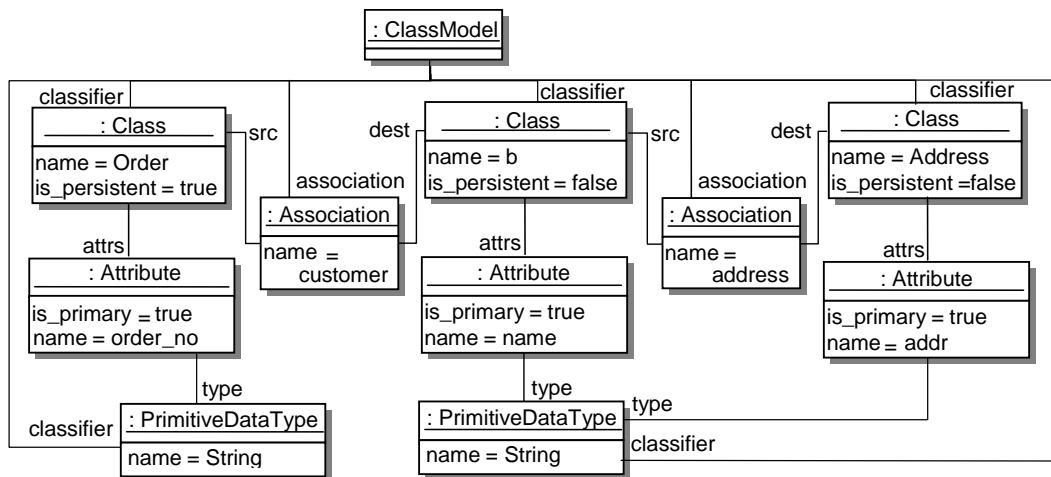 : ClassModel
classifier
classifier
classifier
: Class
name = Order
is_persistent = true
src
dest
: Class
name = b
is_persistent = false
src
dest
: Class
name = Address
is_persistent =false
association
: Association
name =
customer
association
: Association
name =
address
attrs
: Attribute
is_primary = true
name = order_no
attrs
: Attribute
is_primary = true
name = name
attrs
: Attribute
is_primary = true
name = addr
type
type
type
classifier
: PrimitiveDataType
name = String
: PrimitiveDataType
name = String
classifier